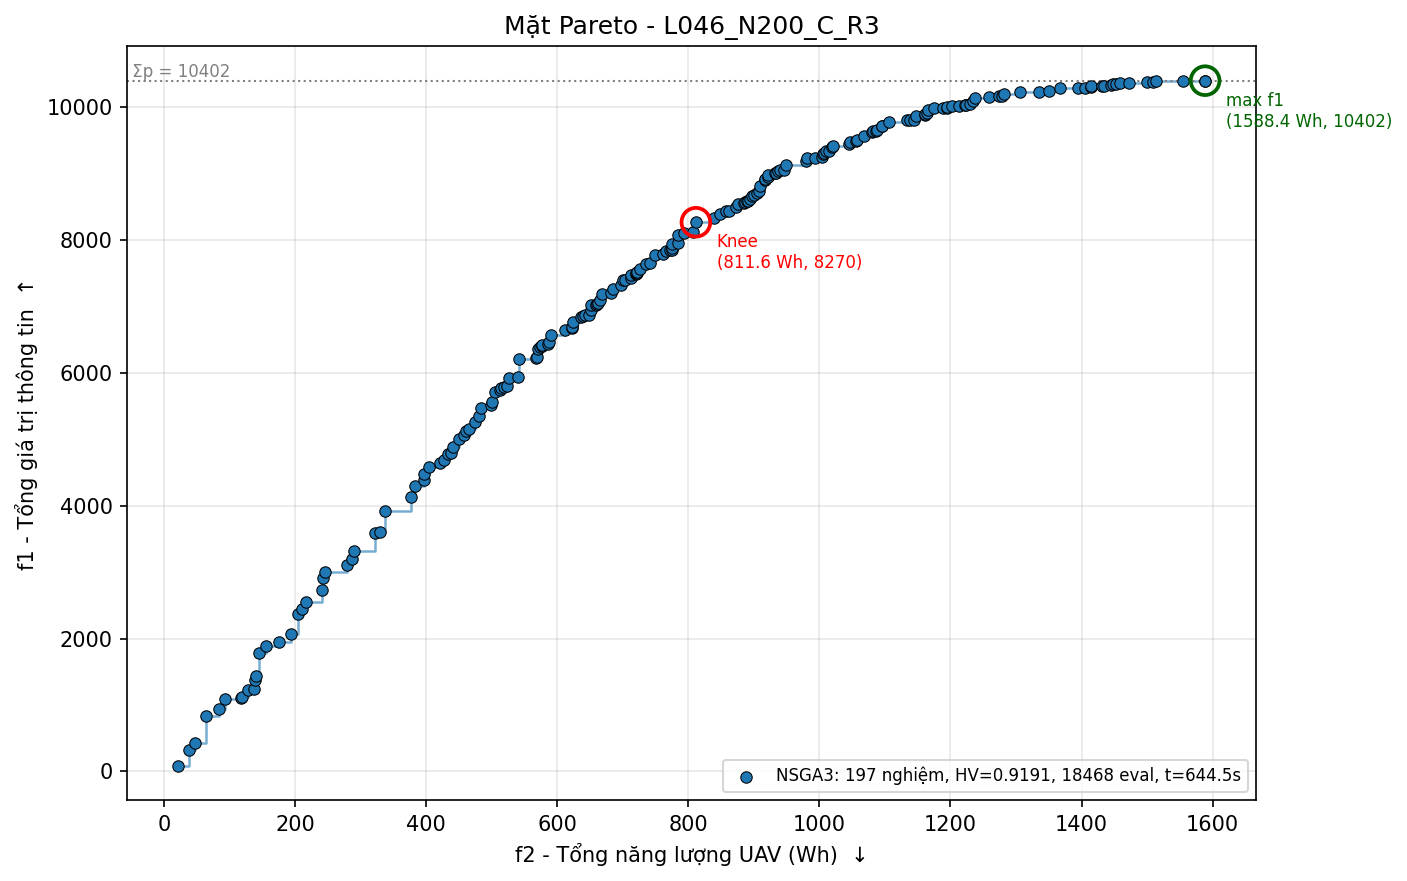 Mặt Pareto - L046_N200_C_R3
Σp = 10402
max f1
(1588.4 Wh, 10402)
Knee
(811.6 Wh, 8270)
10000
8000
6000
4000
2000
0
f1 - Tổng giá trị thông tin ↑
NSGA3: 197 nghiệm, HV=0.9191, 18468 eval, t=644.5s
0 200 400 600 800 1000 1200 1400 1600
f2 - Tổng năng lượng UAV (Wh) ↓